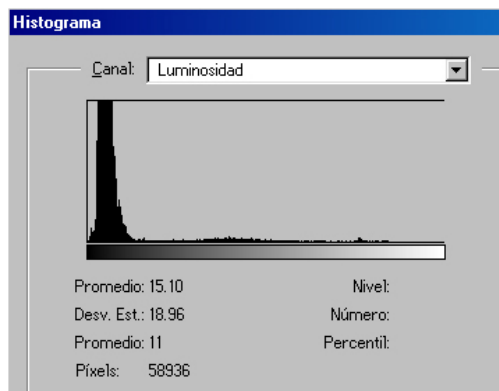 Histograma
Canal: Luminosidad
Promedio: 15.10 Nivel:
Desv. Est.: 18.96 Número:
Promedio: 11 Percentil:
Píxels: 58936